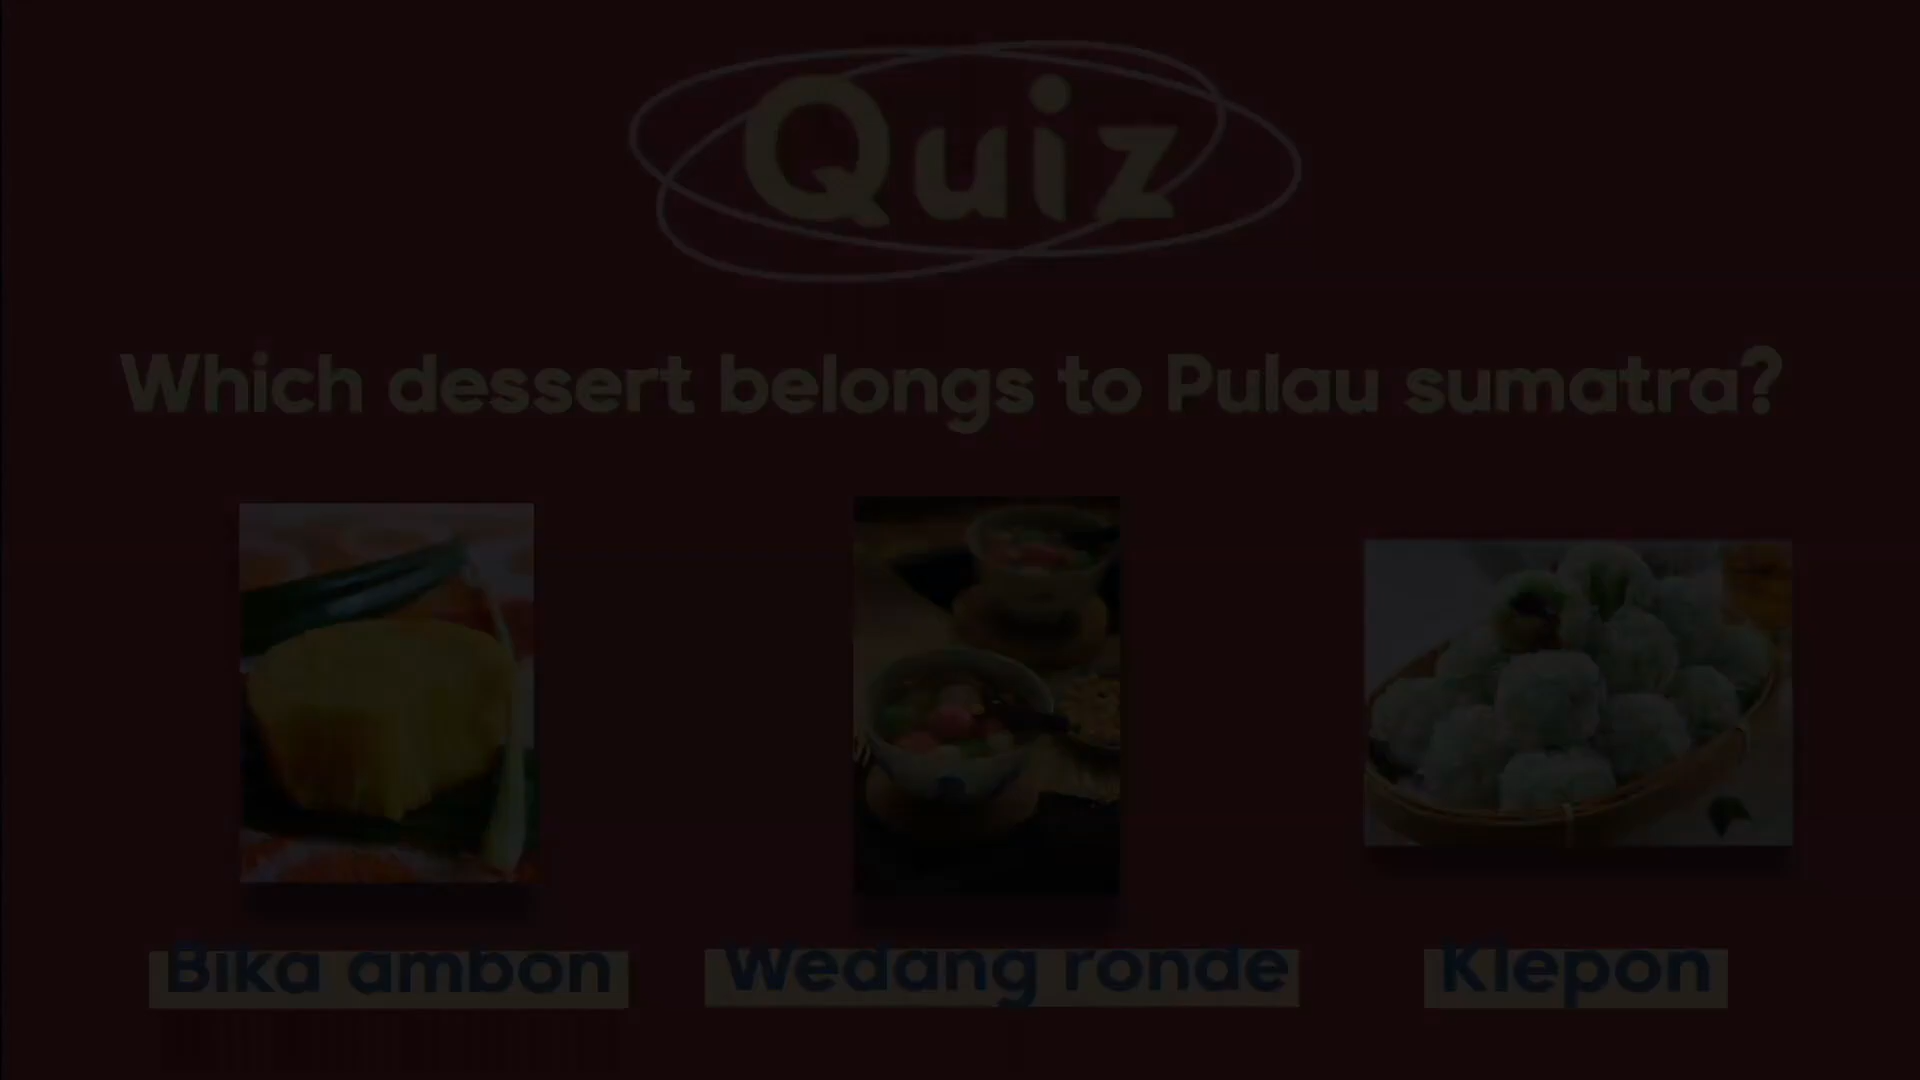 Quiz
Which dessert belongs to Pulau sumatra?
Bika ambon
Wedang ronde
Klepon